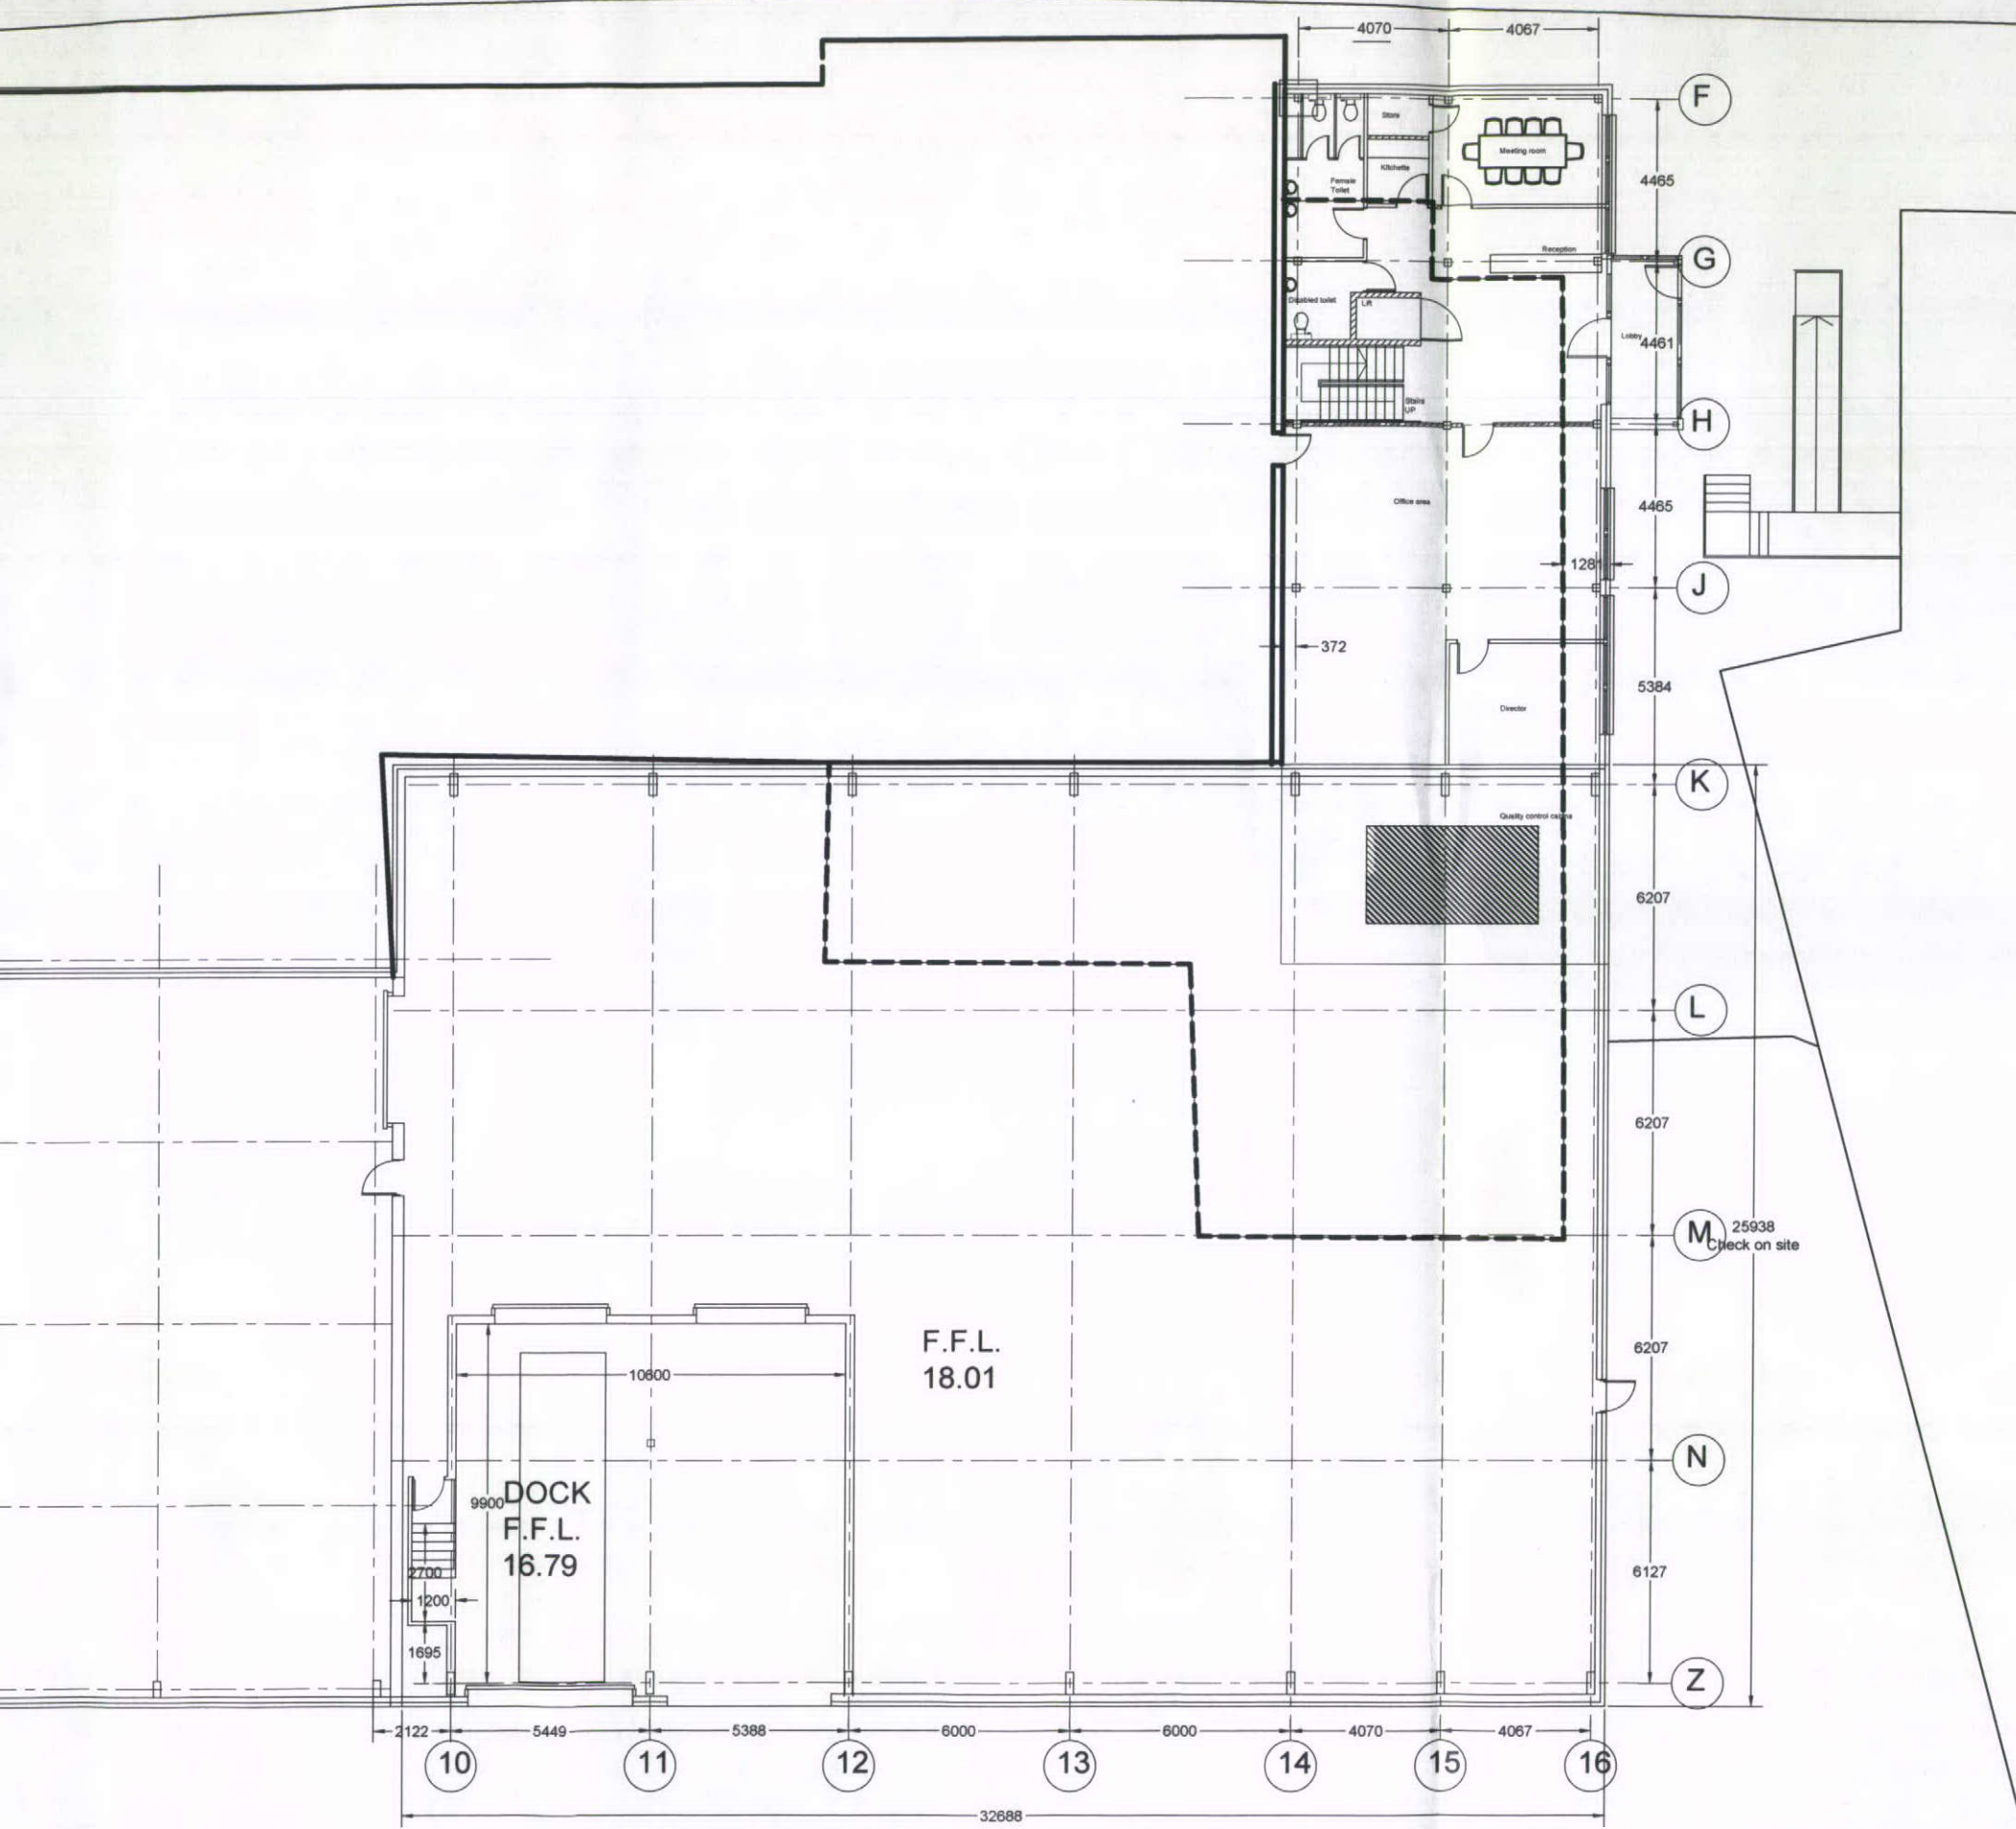 4070
4067
F
Store
Meeting room
Kitchette
Female
Toilet
4465
Reception
G
Disabled toilet
Lift
Lobby
4461
Stairs
UP
H
Office area
4465
1281
J
372
5384
Director
K
Quality control cabins
6207
L
6207
M
25938
Check on site
F.F.L.
18.01
6207
10600
N
9900
DOCK
F.F.L.
16.79
2700
1200
6127
1695
Z
2122
5449
5388
6000
6000
4070
4067
10
11
12
13
14
15
16
32688